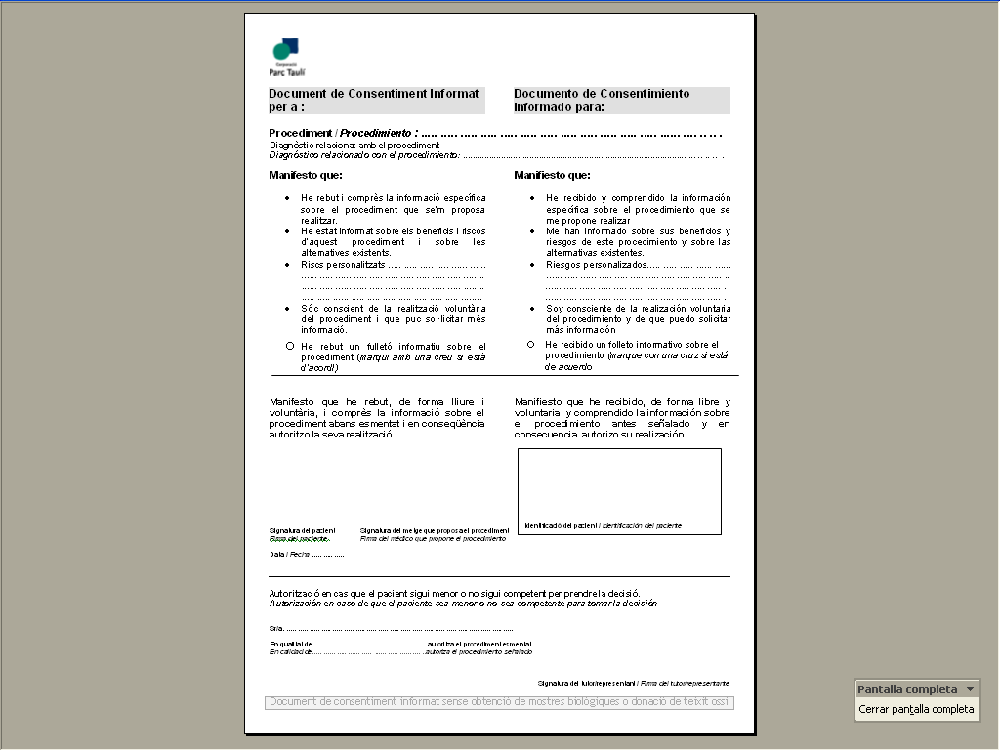 Corporació
Parc Taulí
Document de Consentiment Informat
per a :
Documento de Consentimiento
Informado para:
Procediment / Procedimiento : ..... ..... ..... ..... ..... ..... ..... ..... ..... ..... ..... ..... ..... ..... .. .. .
Diagnòstic relacionat amb el procediment
Diagnóstico relacionado con el procedimiento: ...............................................................................................
Manifesto que:
• He rebut i comprès la informació específica
sobre el procediment que se'm proposa
realitzar.
• He estat informat sobre els beneficis i riscos
d'aquest procediment i sobre les
alternatives existents.
• Riscs personalitzats ..... ..... ..... ..... ..... .....
..... ..... ..... ..... ..... ..... ..... ..... ..... ..
..... ..... ..... ..... ..... ..... ..... ..... ..... ..
..... ..... ..... ..... ..... ..... ..... ..... ..... ..
• Sóc conscient de la realització voluntària
del procediment i que puc sol·licitar més
informació.
O He rebut un fulletó informatiu sobre el
procediment (marqui amb una creu si està
d'acord!)
Manifiesto que:
• He recibido y comprendido la información
específica sobre el procedimiento que se
me propone realizar
• Me han informado sobre sus beneficios y
riesgos de este procedimiento y sobre las
alternativas existentes.
• Riesgos personalizados..... ..... ..... ..... .....
..... ..... ..... ..... ..... ..... ..... ..... ..... ..
..... ..... ..... ..... ..... ..... ..... ..... ..... .
..... ..... ..... ..... ..... ..... ..... ..... ..... .
• Soy consciente de la realización voluntaria
del procedimiento y de que puedo solicitar
más información
O He recibido un folleto informativo sobre el
procedimiento (marque con una cruz si está
de acuerdo
Manifesto que he rebut, de forma lliure i
voluntària, i comprès la informació sobre el
procediment abans esmentat i en conseqüència
autoritzo la seva realització.
Manifiesto que he recibido, de forma libre y
voluntaria, y comprendido la información sobre
el procedimiento antes señalado y en
consecuencia autorizo su realización.
Identificació del pacient / Identificación del paciente
Signatura del pacient
Firma del paciente.
Signatura del metge que proposa el procediment
Firma del médico que propone el procedimiento
Data / Fecha ..... ..... .....
Autorització en cas que el pacient sigui menor o no sigui competent per prendre la decisió.
Autorización en caso de que el paciente sea menor o no sea competente para tomar la decisión
Sr/a. ..... ..... ..... ..... ..... ..... ..... ..... ..... ..... ..... .....
En qualitat de ..... ..... ..... ..... ..... ..... autoritza el procediment esmentat
En calidad de..... ..... ..... ..... ..... ..... autoriza el procedimiento señalado
Signatura del tutor/representant / Firma del tutor/representante
Document de consentiment informat sense obtenció de mostres biològiques o donació de teixit ossi
Pantalla completa
Cerrar pantalla completa